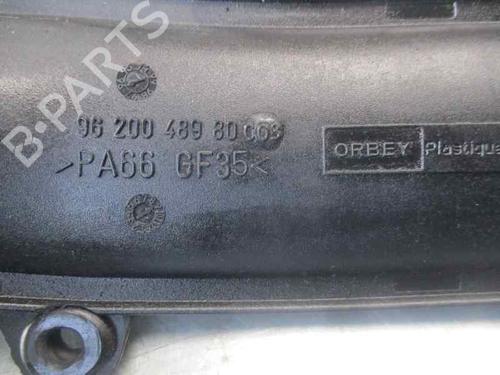 B-PARTS
96 200 489 80 C03
>PA66 GF35<
ORBEY Plastique